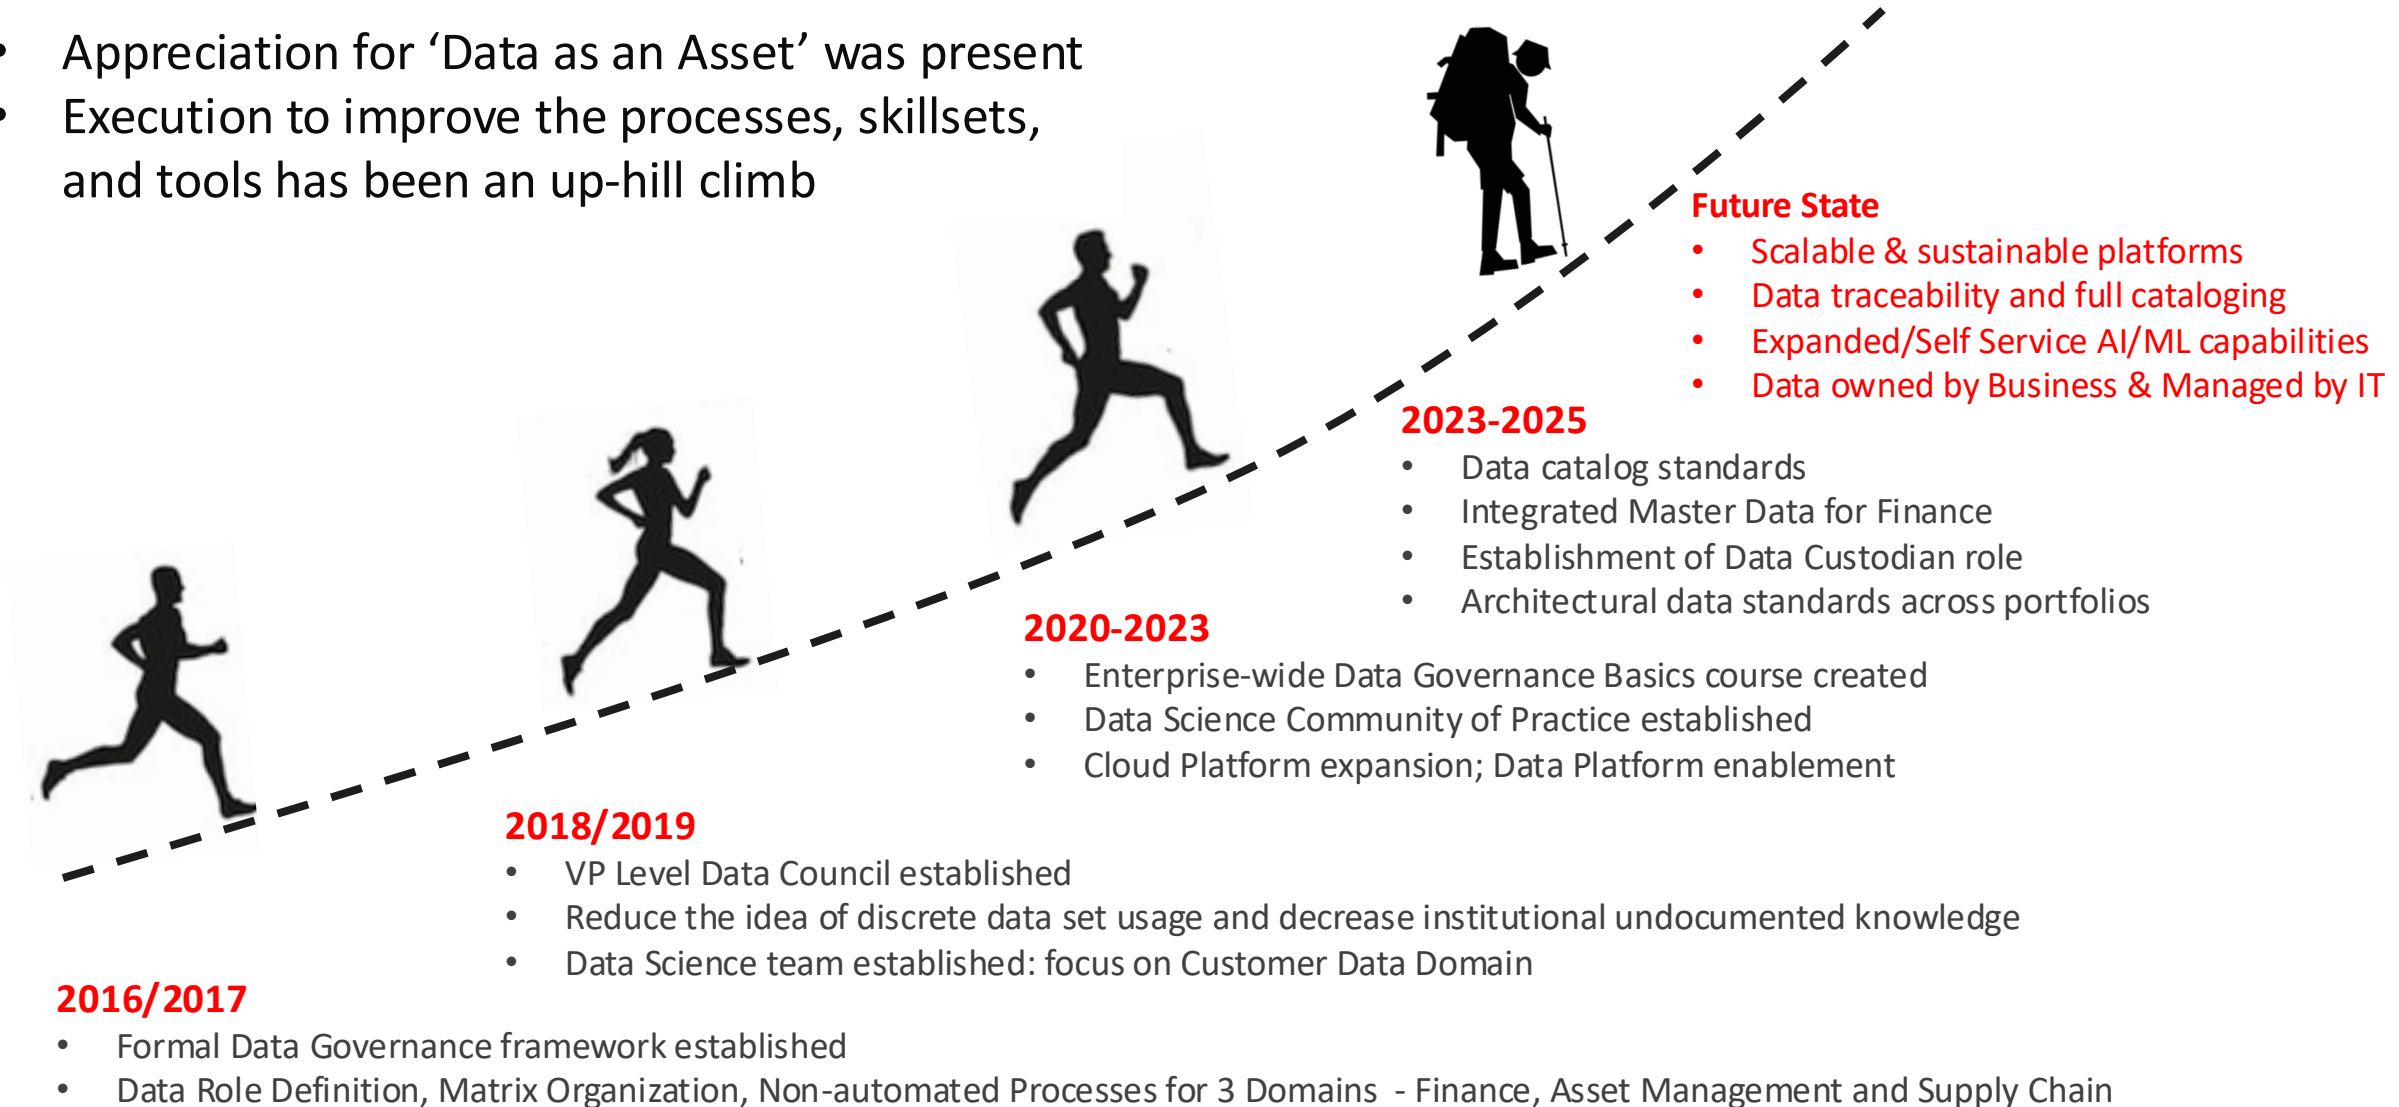 • Appreciation for ‘Data as an Asset’ was present
• Execution to improve the processes, skillsets,
and tools has been an up-hill climb
Future State
• Scalable & sustainable platforms
• Data traceability and full cataloging
• Expanded/Self Service AI/ML capabilities
• Data owned by Business & Managed by IT
2023-2025
• Data catalog standards
• Integrated Master Data for Finance
• Establishment of Data Custodian role
• Architectural data standards across portfolios
2020-2023
• Enterprise-wide Data Governance Basics course created
• Data Science Community of Practice established
• Cloud Platform expansion; Data Platform enablement
2018/2019
• VP Level Data Council established
• Reduce the idea of discrete data set usage and decrease institutional undocumented knowledge
• Data Science team established: focus on Customer Data Domain
2016/2017
• Formal Data Governance framework established
• Data Role Definition, Matrix Organization, Non-automated Processes for 3 Domains - Finance, Asset Management and Supply Chain